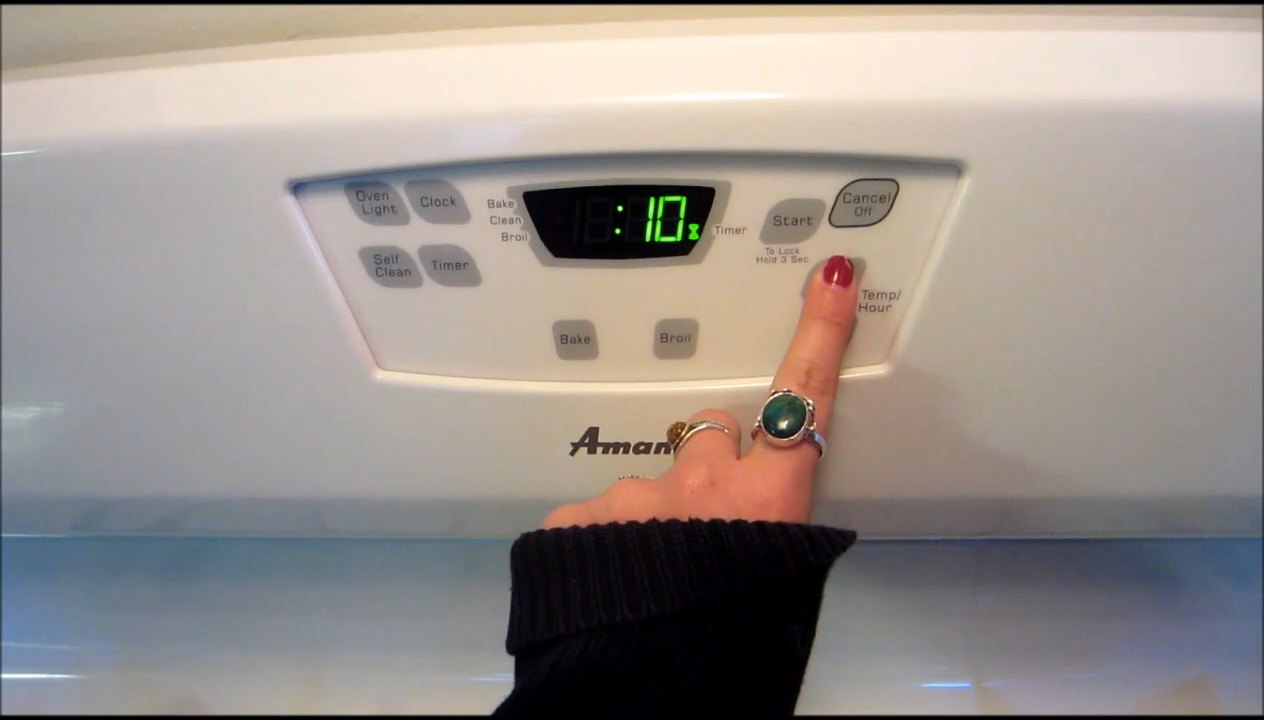 Oven
Light
Clock
Self
Clean
Timer
Bake
Clean
Broil
:10
Timer
Start
To Lock
Hold 3 Sec
Cancel
Off
Temp/
Hour
Bake
Broil